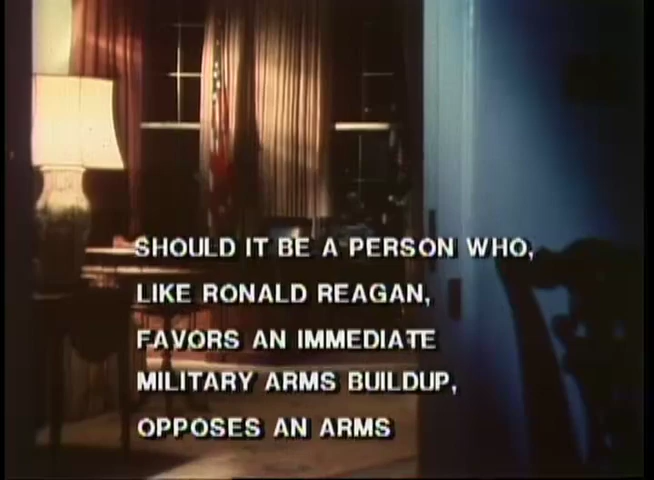 SHOULD IT BE A PERSON WHO,
LIKE RONALD REAGAN,
FAVORS AN IMMEDIATE
MILITARY ARMS BUILDUP,
OPPOSES AN ARMS